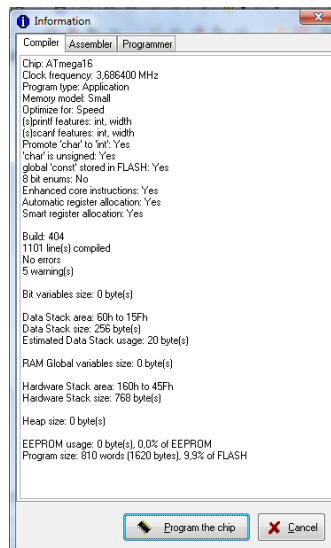 Information
Compiler Assembler Programmer
Chip: ATmega16
Clock frequency: 3,686400 MHz
Program type: Application
Memory model: Small
Optimize for: Speed
(s)printf features: int, width
(s)scanf features: int, width
Promote 'char' to 'int': Yes
'char' is unsigned: Yes
global 'const' stored in FLASH: Yes
8 bit enums: No
Enhanced core instructions: Yes
Automatic register allocation: Yes
Smart register allocation: Yes
Build: 404
1101 line(s) compiled
No errors
5 warning(s)
Bit variables size: 0 byte(s)
Data Stack area: 60h to 15Fh
Data Stack size: 256 byte(s)
Estimated Data Stack usage: 20 byte(s)
RAM Global variables size: 0 byte(s)
Hardware Stack area: 160h to 45Fh
Hardware Stack size: 768 byte(s)
Heap size: 0 byte(s)
EEPROM usage: 0 byte(s), 0,0% of EEPROM
Program size: 810 words (1620 bytes), 9,9% of FLASH
Program the chip Cancel